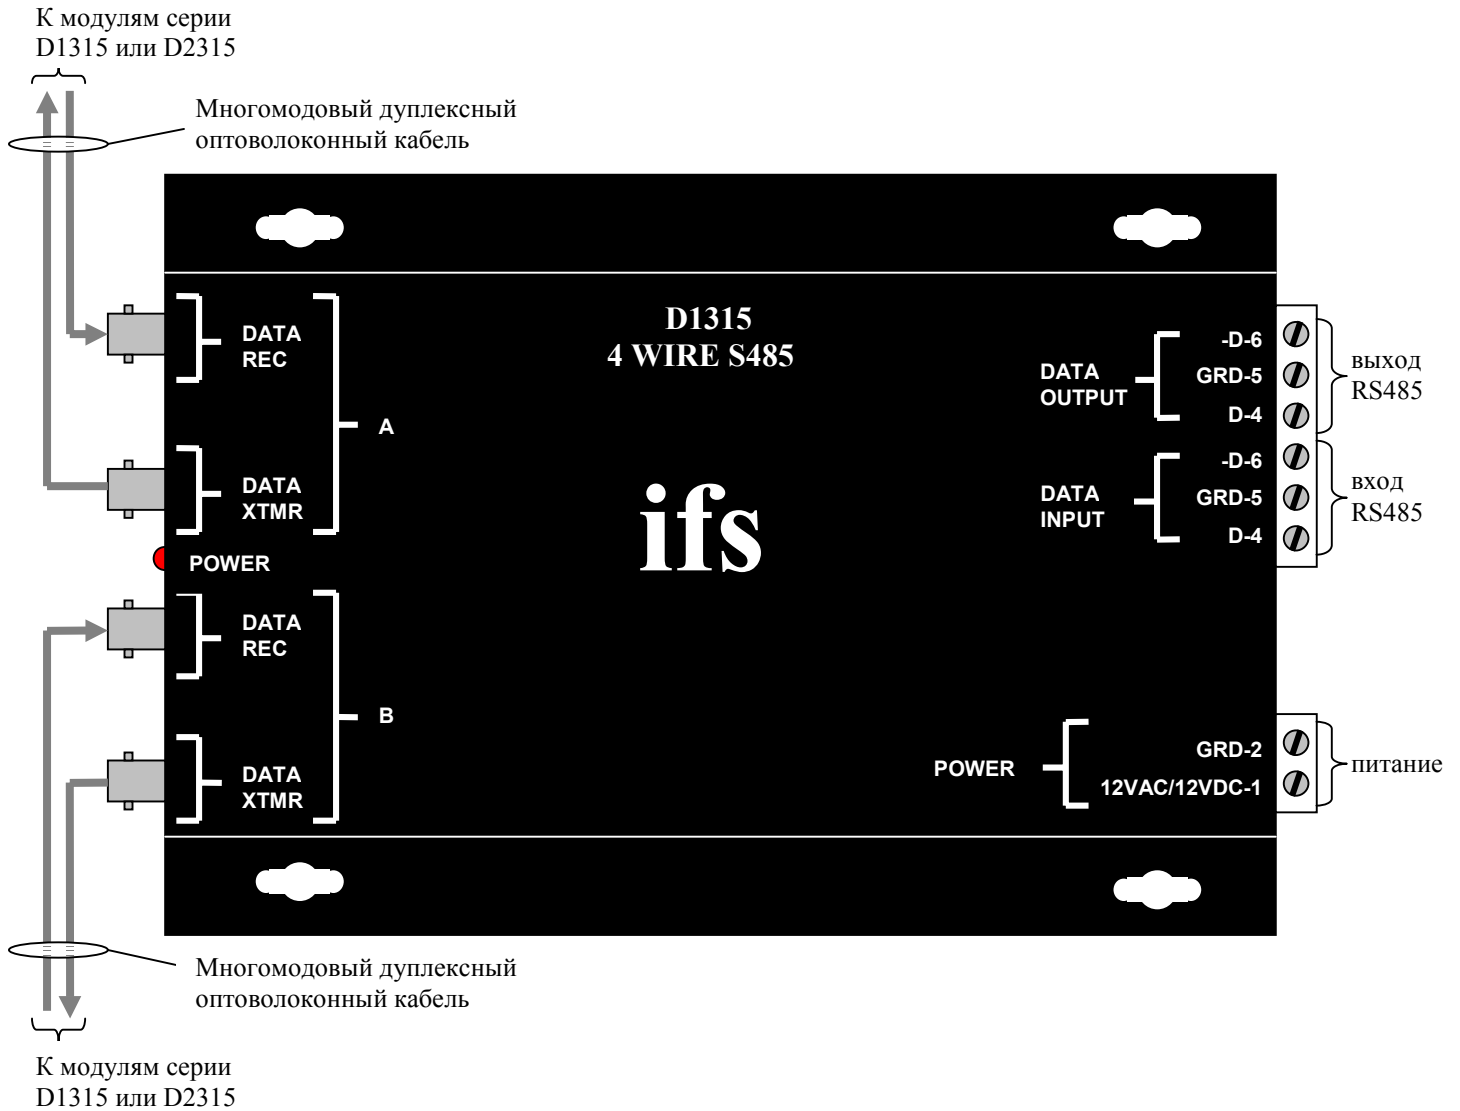 К модулям серии
D1315 или D2315
Многомодовый дуплексный
оптоволоконный кабель
D1315
4 WIRE S485
DATA
REC
A
DATA
XTMR
POWER
DATA
REC
B
DATA
XTMR
ifs
DATA
OUTPUT
-D-6
GRD-5
D-4
выход
RS485
DATA
INPUT
-D-6
GRD-5
D-4
вход
RS485
POWER
GRD-2
12VAC/12VDC-1
питание
Многомодовый дуплексный
оптоволоконный кабель
К модулям серии
D1315 или D2315